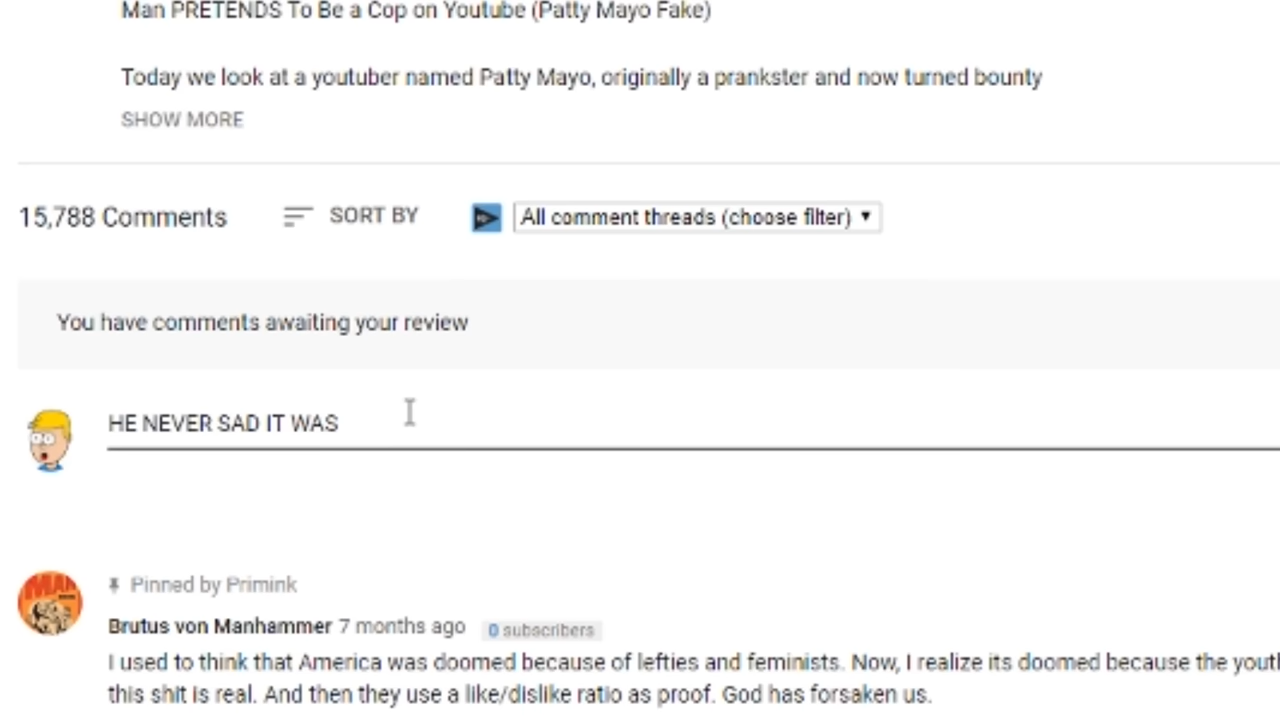 Man PRETENDS To Be a Cop on Youtube (Patty Mayo Fake)
Today we look at a youtuber named Patty Mayo, originally a prankster and now turned bounty
SHOW MORE
15,788 Comments SORT BY All comment threads (choose filter)
You have comments awaiting your review
HE NEVER SAD IT WAS
Pinned by Primink
Brutus von Manhammer 7 months ago 0 subscribers
I used to think that America was doomed because of lefties and feminists. Now, I realize its doomed because the
this shit is real. And then they use a like/dislike ratio as proof. God has forsaken us.